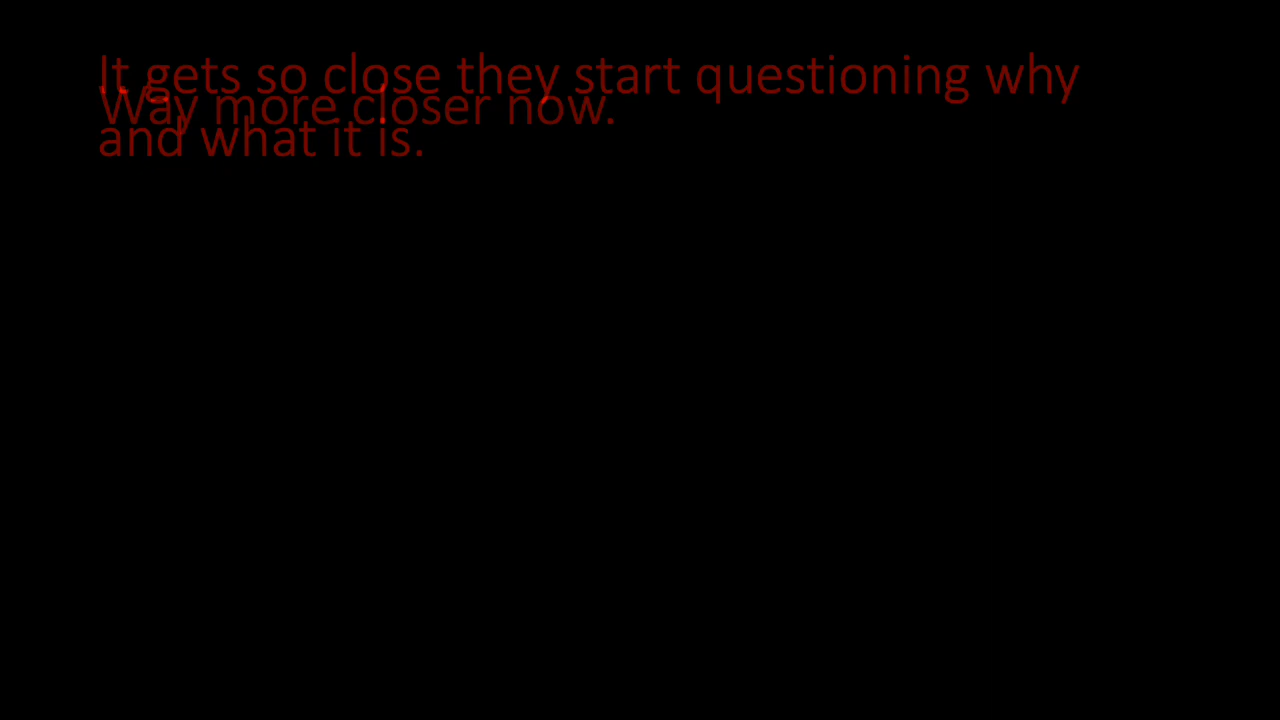 It gets so close they start questioning why
Way more closer now.
and what it is.